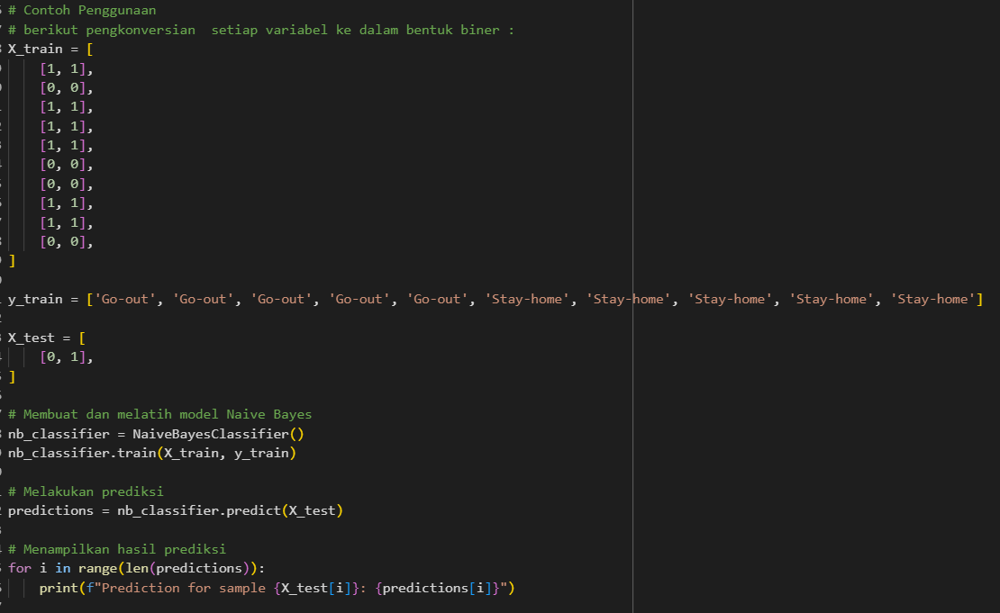 # Contoh Penggunaan
# berikut pengkonversian  setiap variabel ke dalam bentuk biner :
X_train = [
    [1, 1],
    [0, 0],
    [1, 1],
    [1, 1],
    [1, 1],
    [0, 0],
    [0, 0],
    [1, 1],
    [1, 1],
    [0, 0],
]
y_train = ['Go-out', 'Go-out', 'Go-out', 'Go-out', 'Go-out', 'Stay-home', 'Stay-home', 'Stay-home', 'Stay-home', 'Stay-home']
X_test = [
    [0, 1],
]
# Membuat dan melatih model Naive Bayes
nb_classifier = NaiveBayesClassifier()
nb_classifier.train(X_train, y_train)
# Melakukan prediksi
predictions = nb_classifier.predict(X_test)
# Menampilkan hasil prediksi
for i in range(len(predictions)):
    print(f"Prediction for sample {X_test[i]}: {predictions[i]}")